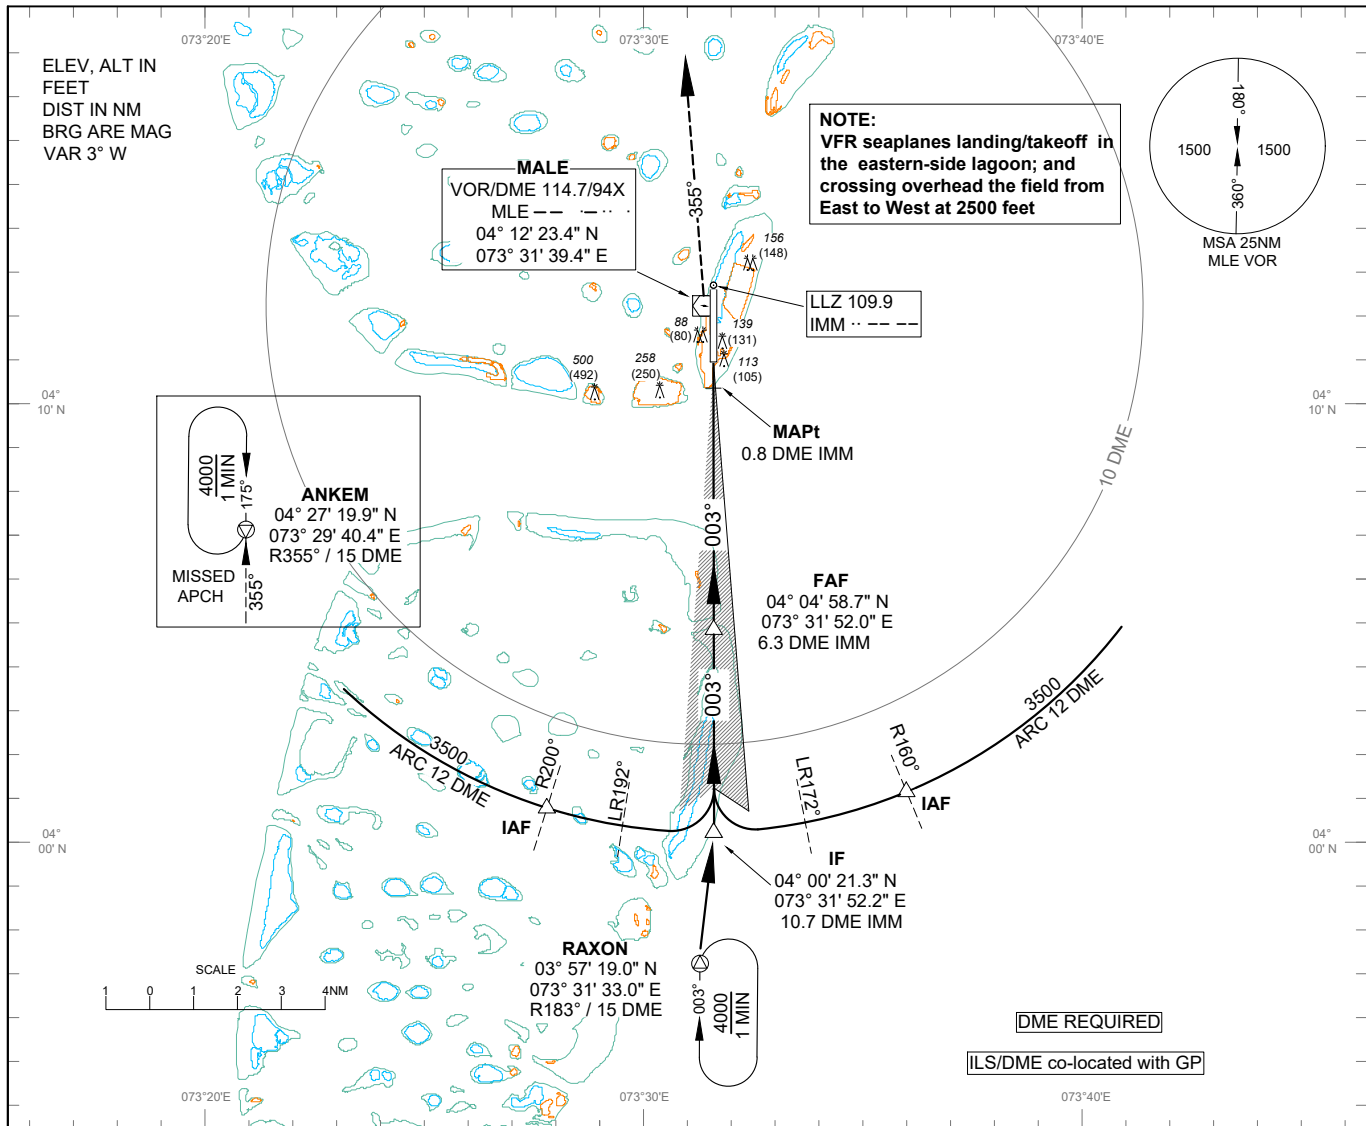 073° 20'E
073° 30'E
073° 40'E
ELEV, ALT IN
FEET
DIST IN NM
BRG ARE MAG
VAR 3° W
MALE
VOR/DME 114.7/94X
MLE
04° 12' 23.4" N
073° 31' 39.4" E
355°
NOTE:
VFR seaplanes landing/takeoff in
the eastern-side lagoon; and
crossing overhead the field from
East to West at 2500 feet
180°
1500
1500
360°
MSA 25NM
MLE VOR
156
(148)
LLZ 109.9
IMM
88
(80)
139
(131)
113
(105)
500
(492)
258
(250)
04°
10' N
04°
10' N
MAPt
0.8 DME IMM
10 DME
4000
1 MIN
175°
ANKEM
04° 27' 19.9" N
073° 29' 40.4" E
R355° / 15 DME
MISSED
APCH
355°
003°
FAF
04° 04' 58.7" N
073° 31' 52.0" E
6.3 DME IMM
003°
3500
ARC 12 DME
R200°
LR192°
IAF
LR172°
R160°
IAF
3500
ARC 12 DME
04°
00' N
04°
00' N
IF
04° 00' 21.3" N
073° 31' 52.2" E
10.7 DME IMM
RAXON
03° 57' 19.0" N
073° 31' 33.0" E
R183° / 15 DME
003°
4000
1 MIN
SCALE
1 0 1 2 3 4NM
DME REQUIRED
ILS/DME co-located with GP
073° 20'E
073° 30'E
073° 40'E